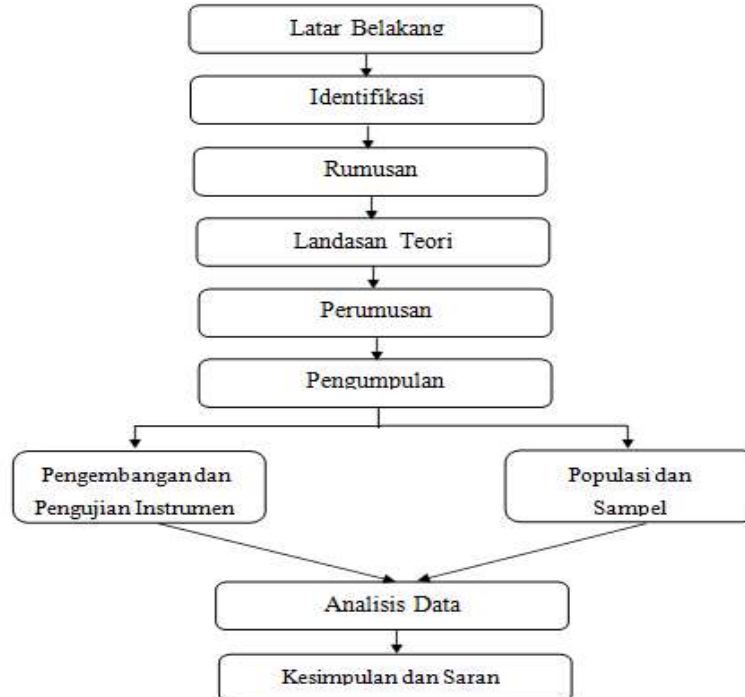 Latar Belakang
Identifikasi
Rumusan
Landasan Teori
Perumusan
Pengumpulan
Pengembangan dan
Pengujian Instrumen
Populasi dan
Sampel
Analisis Data
Kesimpulan dan Saran